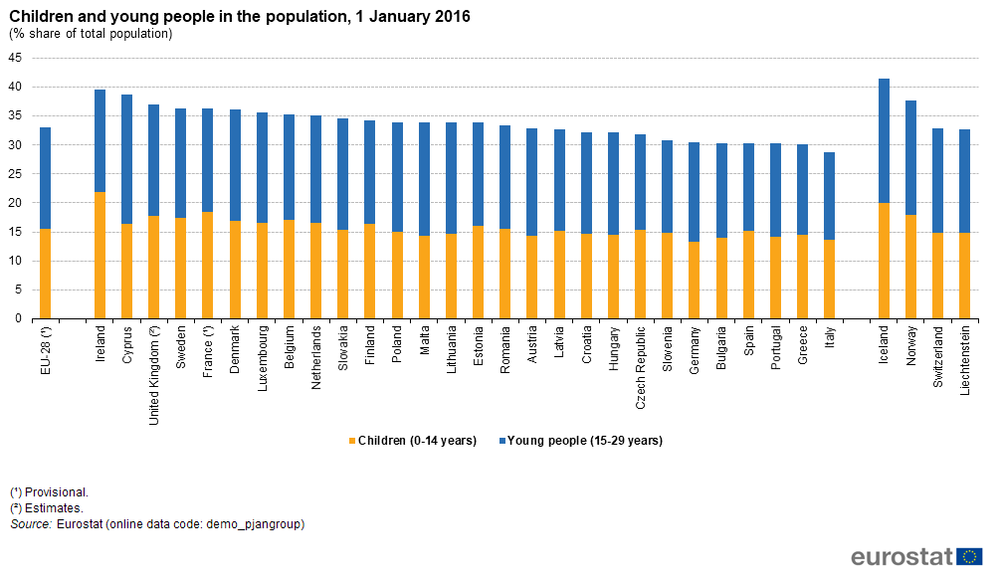 Children and young people in the population, 1 January 2016
(% share of total population)
45
40
35
30
25
20
15
10
5
0
EU-28 (¹)
Ireland
Cyprus
United Kingdom (²)
Sweden
France (¹)
Denmark
Luxembourg
Belgium
Netherlands
Slovakia
Finland
Poland
Malta
Lithuania
Estonia
Romania
Austria
Latvia
Croatia
Hungary
Czech Republic
Slovenia
Germany
Bulgaria
Spain
Portugal
Greece
Italy
Iceland
Norway
Switzerland
Liechtenstein
Children (0-14 years) Young people (15-29 years)
(¹) Provisional.
(²) Estimates.
Source: Eurostat (online data code: demo_pjangroup)
eurostat